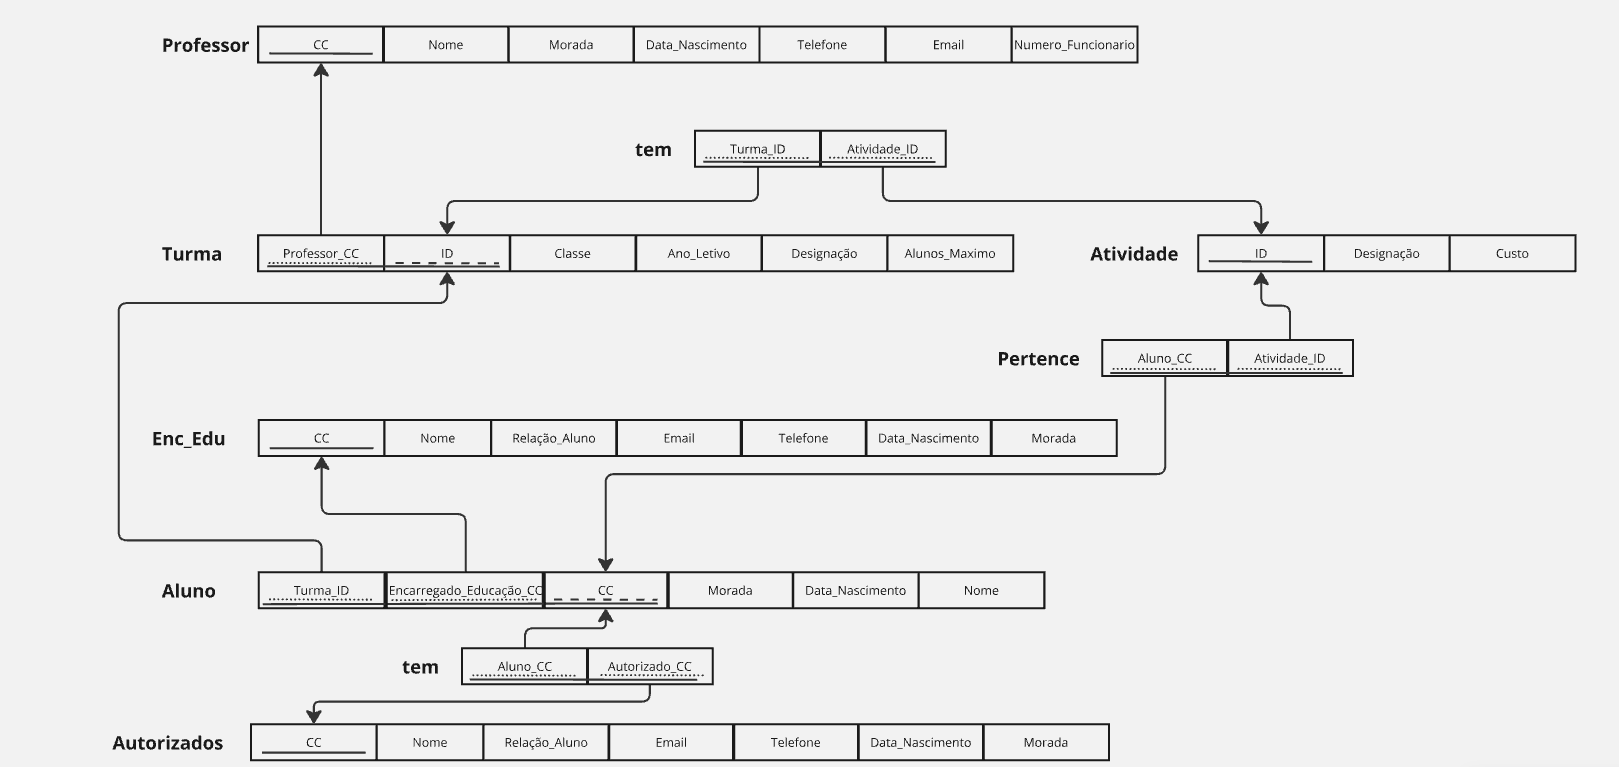 Professor CC Nome Morada Data_Nascimento Telefone Email Numero_Funcionario
tem Turma_ID Atividade_ID
Turma Professor_CC ID Classe Ano_Letivo Designação Alunos_Maximo
Atividade ID Designação Custo
Pertence Aluno_CC Atividade_ID
Enc_Edu CC Nome Relação_Aluno Email Telefone Data_Nascimento Morada
Aluno Turma_ID Encarregado_Educação_CC CC Morada Data_Nascimento Nome
tem Aluno_CC Autorizado_CC
Autorizados CC Nome Relação_Aluno Email Telefone Data_Nascimento Morada